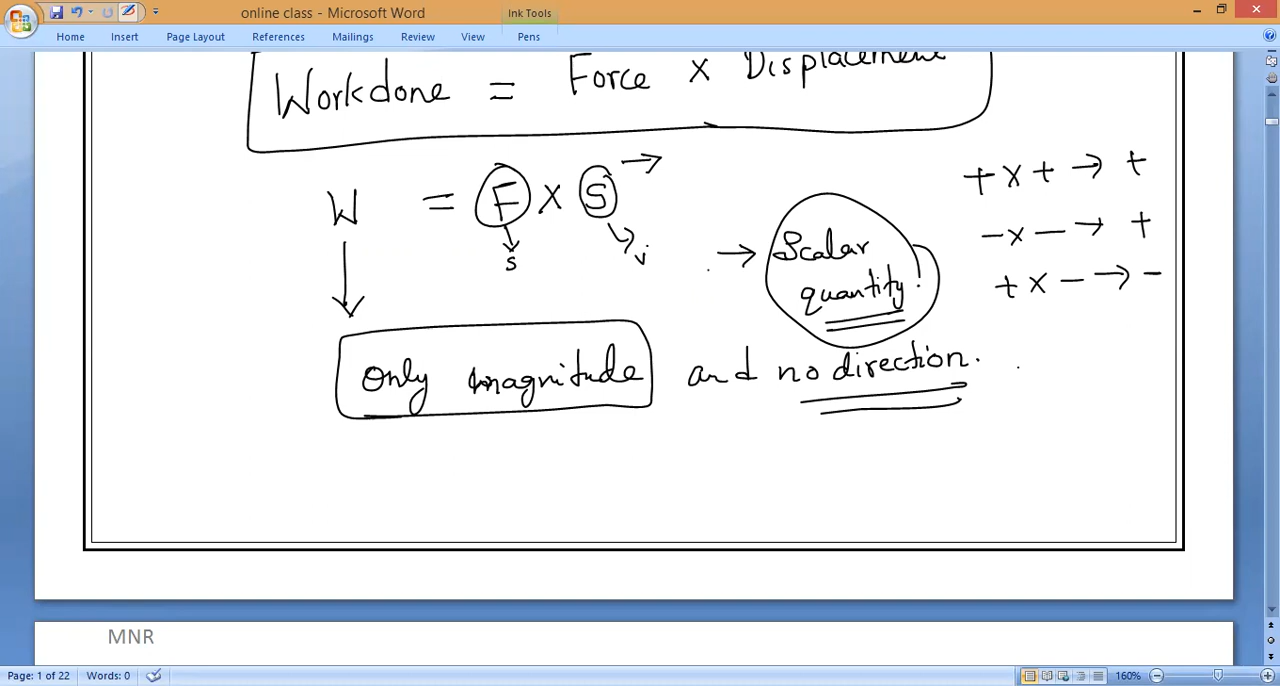 online class - Microsoft Word
Ink Tools
Home Insert Page Layout References Mailings Review View Pens
Workdone = Force x Displacement
W = F x S →
s
→ Scalar quantity
+ x + → +
- x - → +
+ x - → -
Only magnitude and no direction.
MNR
Page: 1 of 22 Words: 0 160%